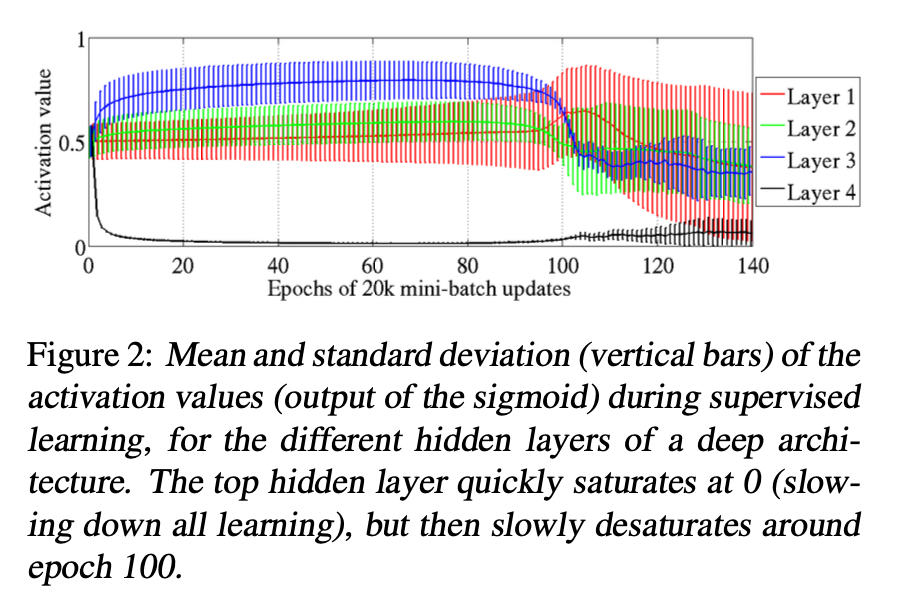 1
0.5
0
Activation value
Layer 1
Layer 2
Layer 3
Layer 4
0 20 40 60 80 100 120 140
Epochs of 20k mini-batch updates
Figure 2: Mean and standard deviation (vertical bars) of the
activation values (output of the sigmoid) during supervised
learning, for the different hidden layers of a deep archi-
tecture. The top hidden layer quickly saturates at 0 (slow-
ing down all learning), but then slowly desaturates around
epoch 100.